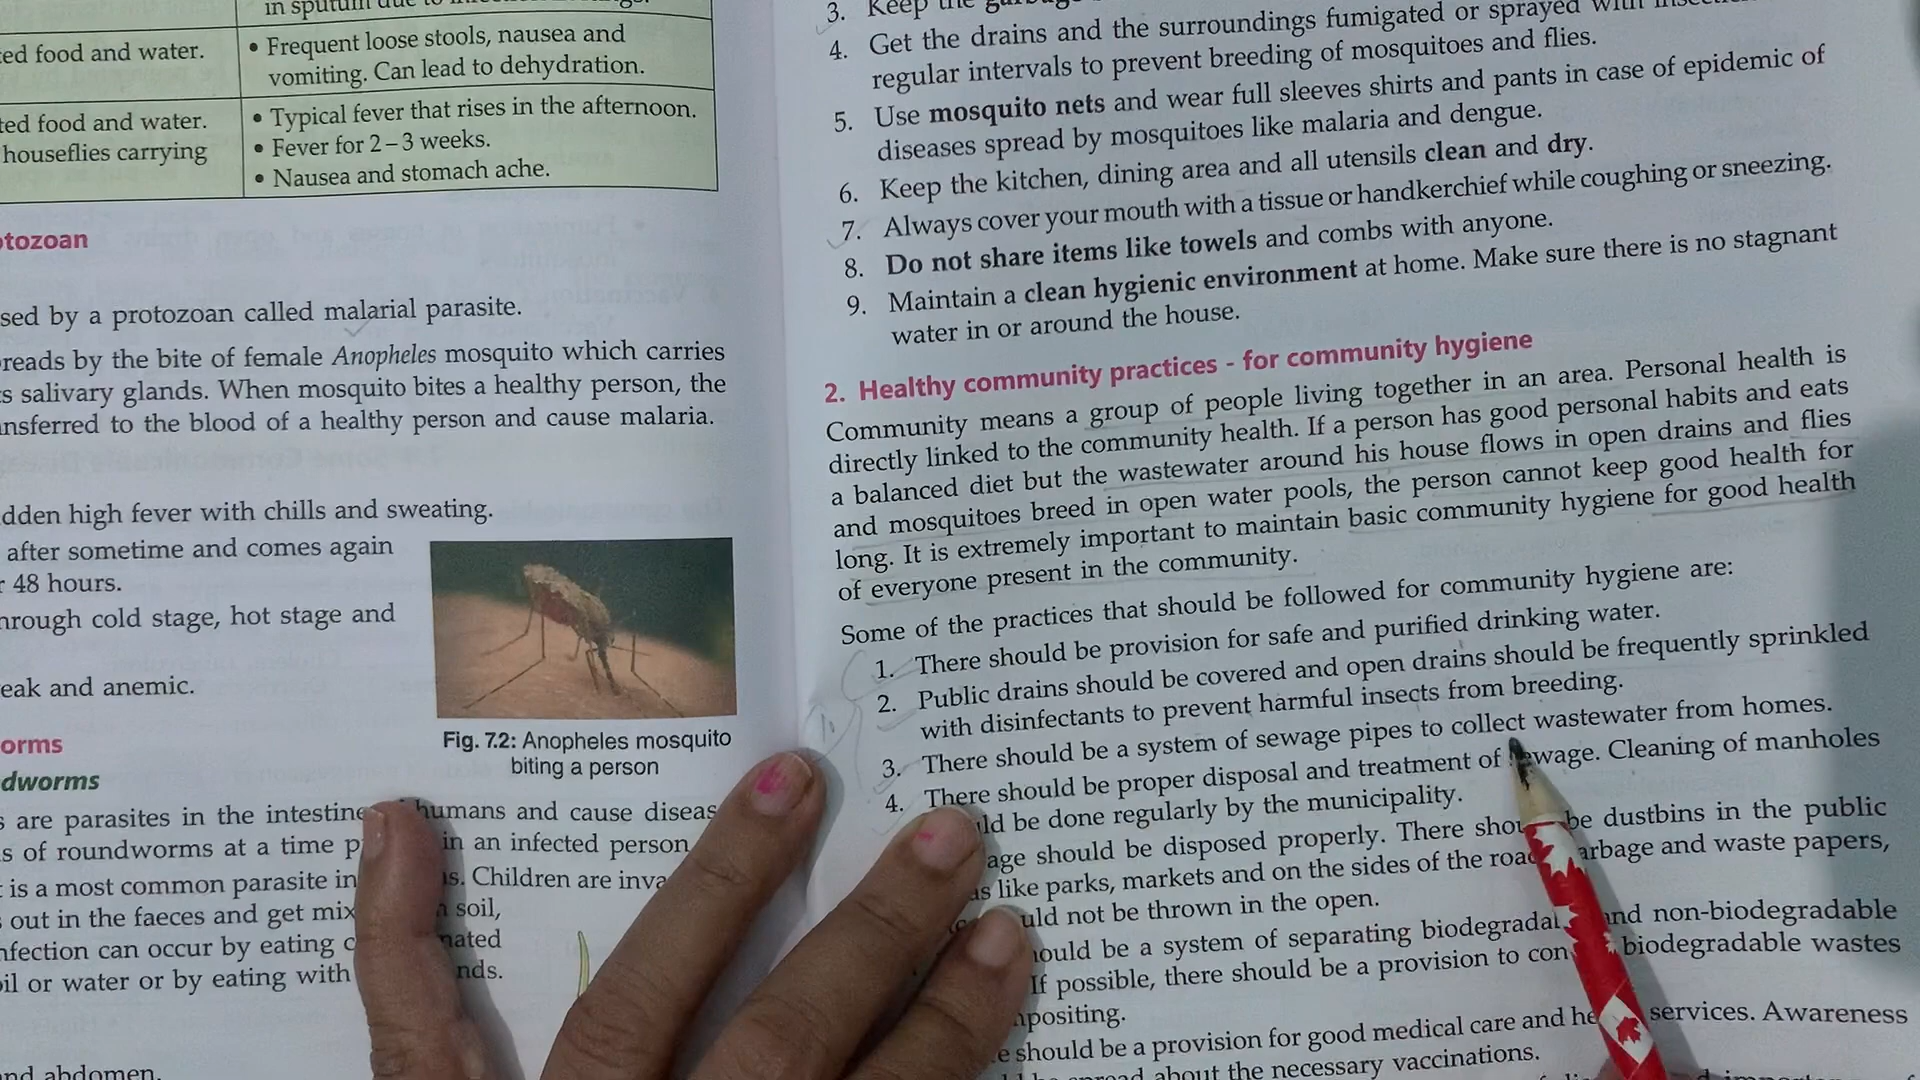 in sputum due to
ted food and water.
• Frequent loose stools, nausea and
vomiting. Can lead to dehydration.
ted food and water.
houseflies carrying
• Typical fever that rises in the afternoon.
• Fever for 2 – 3 weeks.
• Nausea and stomach ache.
otozoan
sed by a protozoan called malarial parasite.
reads by the bite of female Anopheles mosquito which carries
s salivary glands. When mosquito bites a healthy person, the
nsferred to the blood of a healthy person and cause malaria.
dden high fever with chills and sweating.
after sometime and comes again
r 48 hours.
hrough cold stage, hot stage and
eak and anemic.
Fig. 7.2: Anopheles mosquito
biting a person
orms
dworms
s are parasites in the intestine humans and cause diseas
s of roundworms at a time p in an infected person
t is a most common parasite in s. Children are inva
out in the faeces and get mix soil,
nfection can occur by eating c nated
oil or water or by eating with nds.
nd abdomen.
3. Keep the
4. Get the drains and the surroundings fumigated or sprayed with
regular intervals to prevent breeding of mosquitoes and flies.
5. Use mosquito nets and wear full sleeves shirts and pants in case of epidemic of
diseases spread by mosquitoes like malaria and dengue.
6. Keep the kitchen, dining area and all utensils clean and dry.
7. Always cover your mouth with a tissue or handkerchief while coughing or sneezing.
8. Do not share items like towels and combs with anyone.
9. Maintain a clean hygienic environment at home. Make sure there is no stagnant
water in or around the house.
2. Healthy community practices - for community hygiene
Community means a group of people living together in an area. Personal health is
directly linked to the community health. If a person has good personal habits and eats
a balanced diet but the wastewater around his house flows in open drains and flies
and mosquitoes breed in open water pools, the person cannot keep good health for
long. It is extremely important to maintain basic community hygiene for good health
of everyone present in the community.
Some of the practices that should be followed for community hygiene are:
1. There should be provision for safe and purified drinking water.
2. Public drains should be covered and open drains should be frequently sprinkled
with disinfectants to prevent harmful insects from breeding.
3. There should be a system of sewage pipes to collect wastewater from homes.
4. There should be proper disposal and treatment of sewage. Cleaning of manholes
uld be done regularly by the municipality.
age should be disposed properly. There shou be dustbins in the public
as like parks, markets and on the sides of the road arbage and waste papers,
uld not be thrown in the open.
hould be a system of separating biodegradal and non-biodegradable
If possible, there should be a provision to con biodegradable wastes
positing.
e should be a provision for good medical care and he services. Awareness
read about the necessary vaccinations.